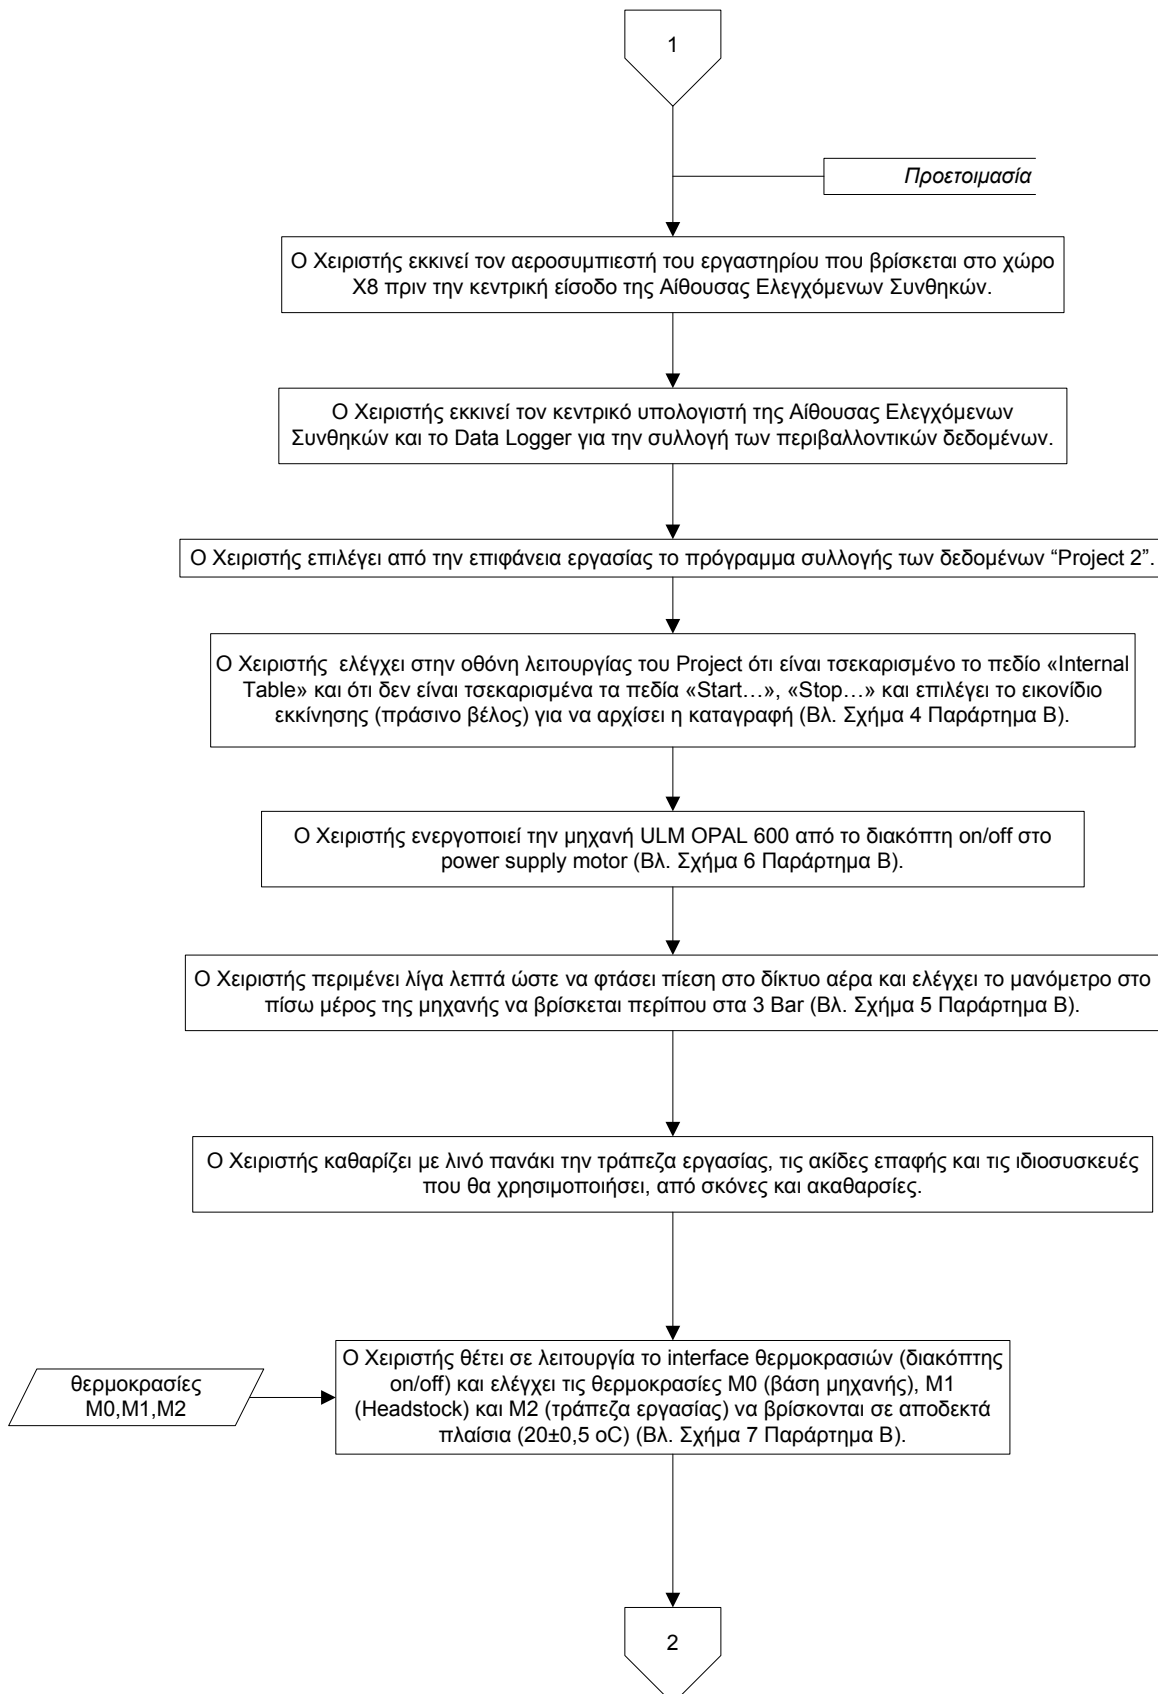 1
Προετοιμασία
Ο Χειριστής εκκινεί τον αεροσυμπιεστή του εργαστηρίου που βρίσκεται στο χώρο
Χ8 πριν την κεντρική είσοδο της Αίθουσας Ελεγχόμενων Συνθηκών.
Ο Χειριστής εκκινεί τον κεντρικό υπολογιστή της Αίθουσας Ελεγχόμενων
Συνθηκών και το Data Logger για την συλλογή των περιβαλλοντικών δεδομένων.
Ο Χειριστής επιλέγει από την επιφάνεια εργασίας το πρόγραμμα συλλογής των δεδομένων “Project 2”.
Ο Χειριστής  ελέγχει στην οθόνη λειτουργίας του Project ότι είναι τσεκαρισμένο το πεδίο «Internal
Table» και ότι δεν είναι τσεκαρισμένα τα πεδία «Start…», «Stop…» και επιλέγει το εικονίδιο
εκκίνησης (πράσινο βέλος) για να αρχίσει η καταγραφή (Βλ. Σχήμα 4 Παράρτημα Β).
Ο Χειριστής ενεργοποιεί την μηχανή ULM OPAL 600 από το διακόπτη on/off στο
power supply motor (Βλ. Σχήμα 6 Παράρτημα Β).
Ο Χειριστής περιμένει λίγα λεπτά ώστε να φτάσει πίεση στο δίκτυο αέρα και ελέγχει το μανόμετρο στο
πίσω μέρος της μηχανής να βρίσκεται περίπου στα 3 Bar (Βλ. Σχήμα 5 Παράρτημα Β).
Ο Χειριστής καθαρίζει με λινό πανάκι την τράπεζα εργασίας, τις ακίδες επαφής και τις ιδιοσυσκευές
που θα χρησιμοποιήσει, από σκόνες και ακαθαρσίες.
θερμοκρασίες
Μ0,Μ1,Μ2
Ο Χειριστής θέτει σε λειτουργία το interface θερμοκρασιών (διακόπτης
on/off) και ελέγχει τις θερμοκρασίες Μ0 (βάση μηχανής), Μ1
(Headstock) και Μ2 (τράπεζα εργασίας) να βρίσκονται σε αποδεκτά
πλαίσια (20±0,5 oC) (Βλ. Σχήμα 7 Παράρτημα Β).
2